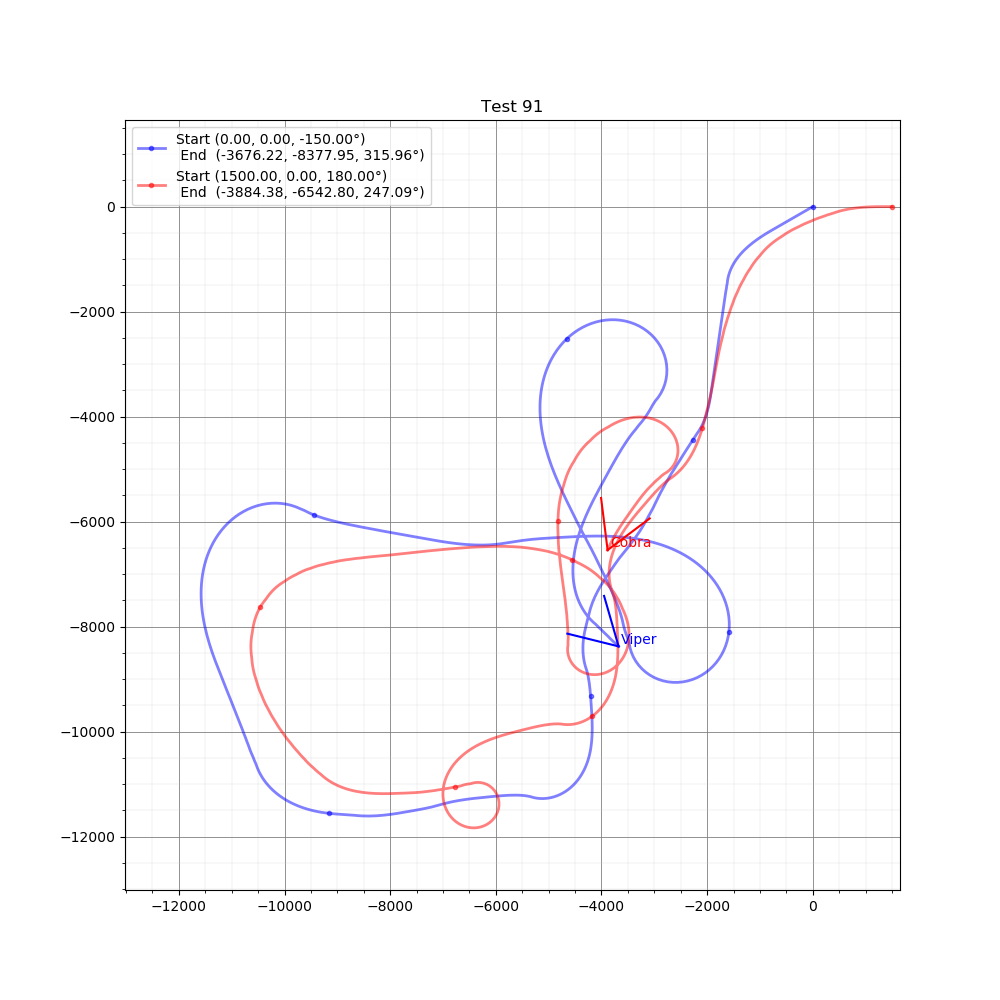 Test 91
Start (0.00, 0.00, -150.00°)
End (-3676.22, -8377.95, 315.96°)
Start (1500.00, 0.00, 180.00°)
End (-3884.38, -6542.80, 247.09°)
0
−2000
−4000
−6000
−8000
−10000
−12000
Cobra
Viper
−12000 −10000 −8000 −6000 −4000 −2000 0